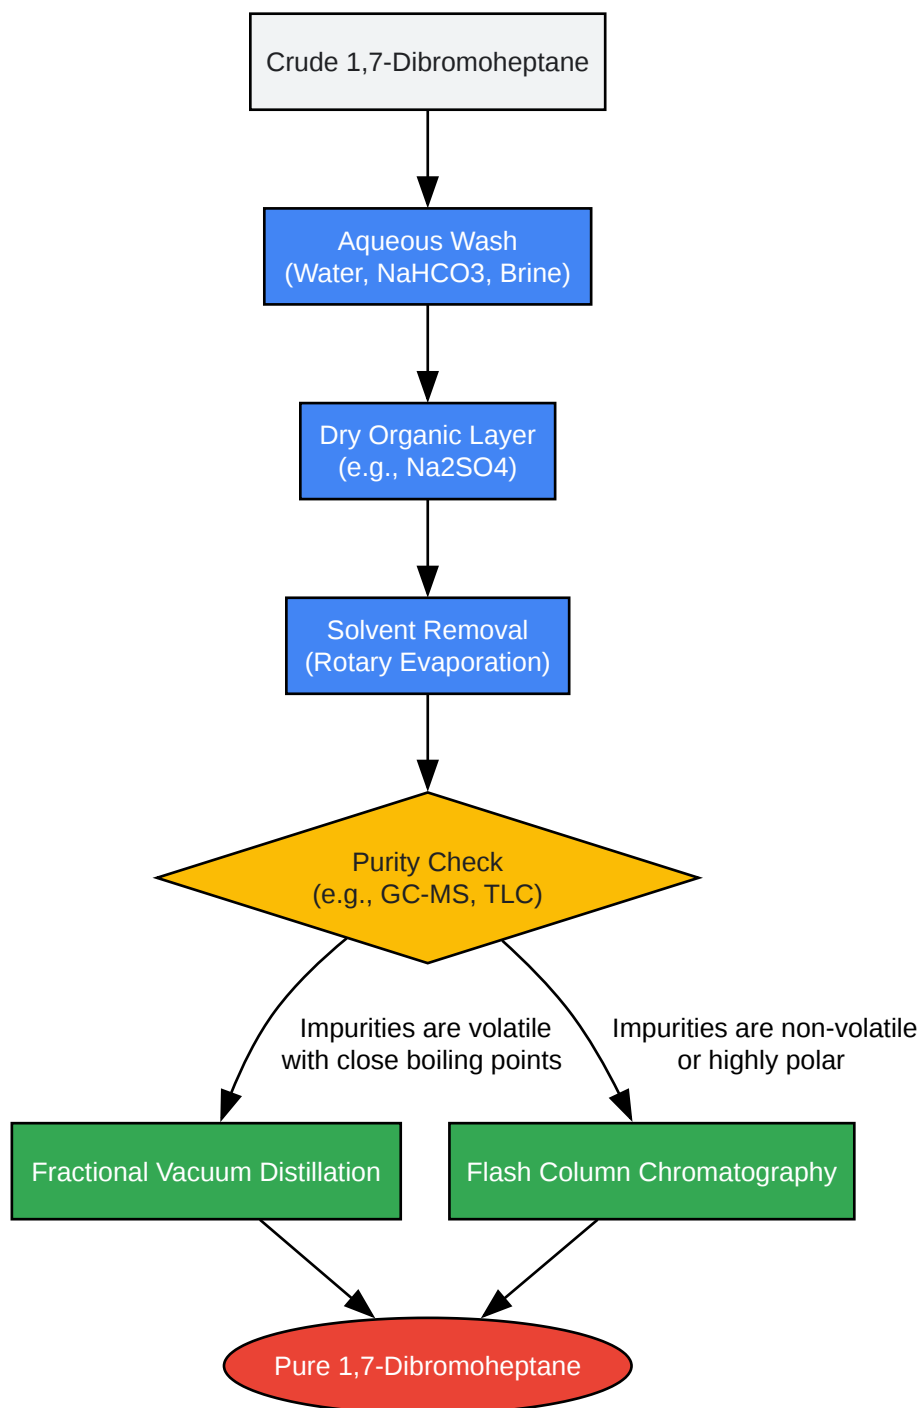 Crude 1,7-Dibromoheptane
Aqueous Wash
(Water, NaHCO3, Brine)
Dry Organic Layer
(e.g., Na2SO4)
Solvent Removal
(Rotary Evaporation)
Purity Check
(e.g., GC-MS, TLC)
Impurities are volatile
with close boiling points
Impurities are non-volatile
or highly polar
Fractional Vacuum Distillation
Flash Column Chromatography
Pure 1,7-Dibromoheptane